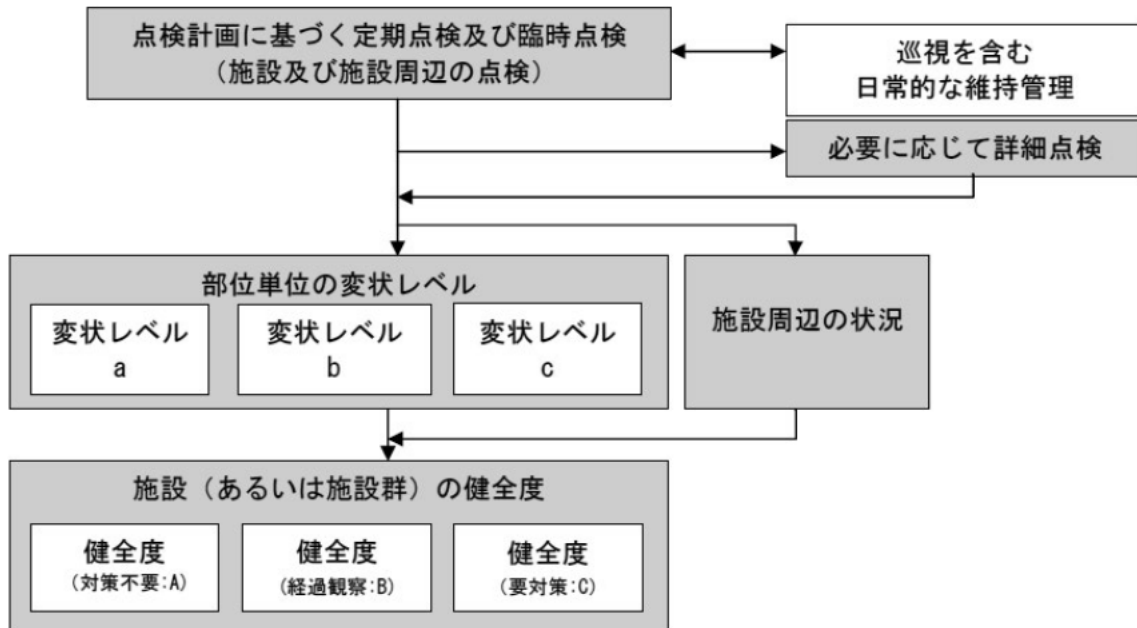 点検計画に基づく定期点検及び臨時点検
（施設及び施設周辺の点検）
巡視を含む
日常的な維持管理
必要に応じて詳細点検
部位単位の変状レベル
変状レベル
a
変状レベル
b
変状レベル
c
施設周辺の状況
施設（あるいは施設群）の健全度
健全度
(対策不要:A)
健全度
(経過観察:B)
健全度
(要対策:C)